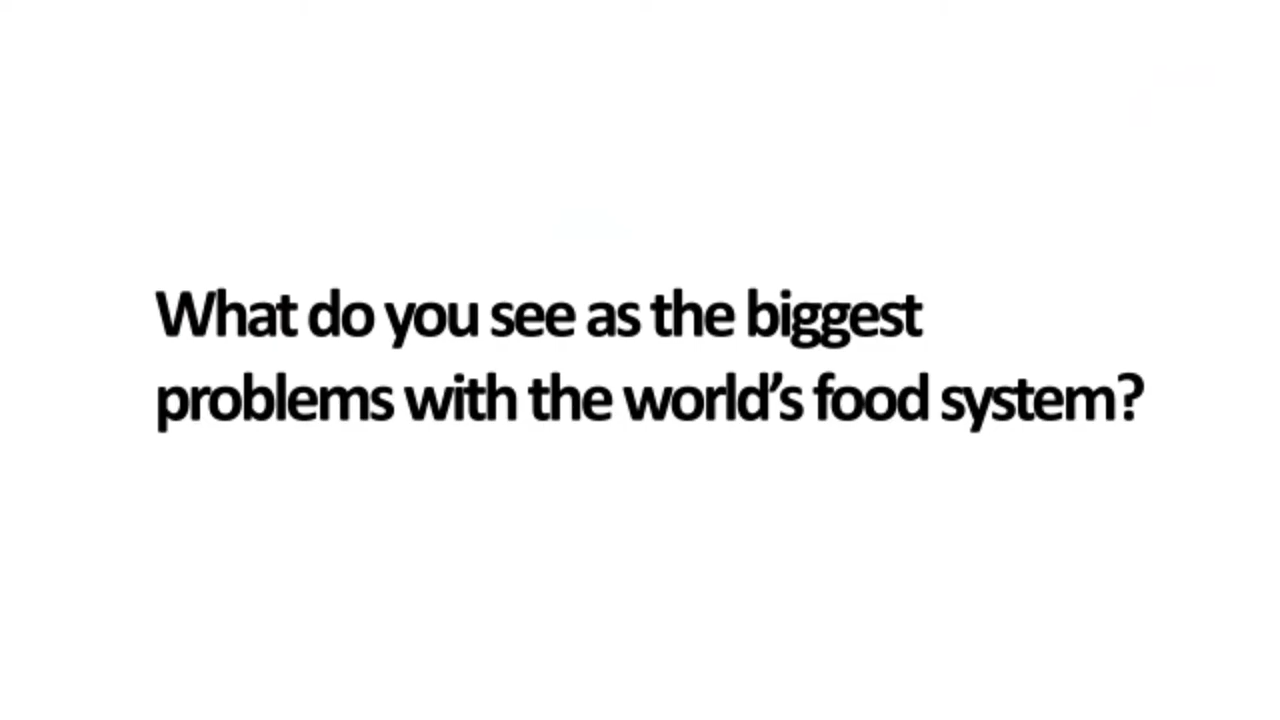 What do you see as the biggest
problems with the world’s food system?